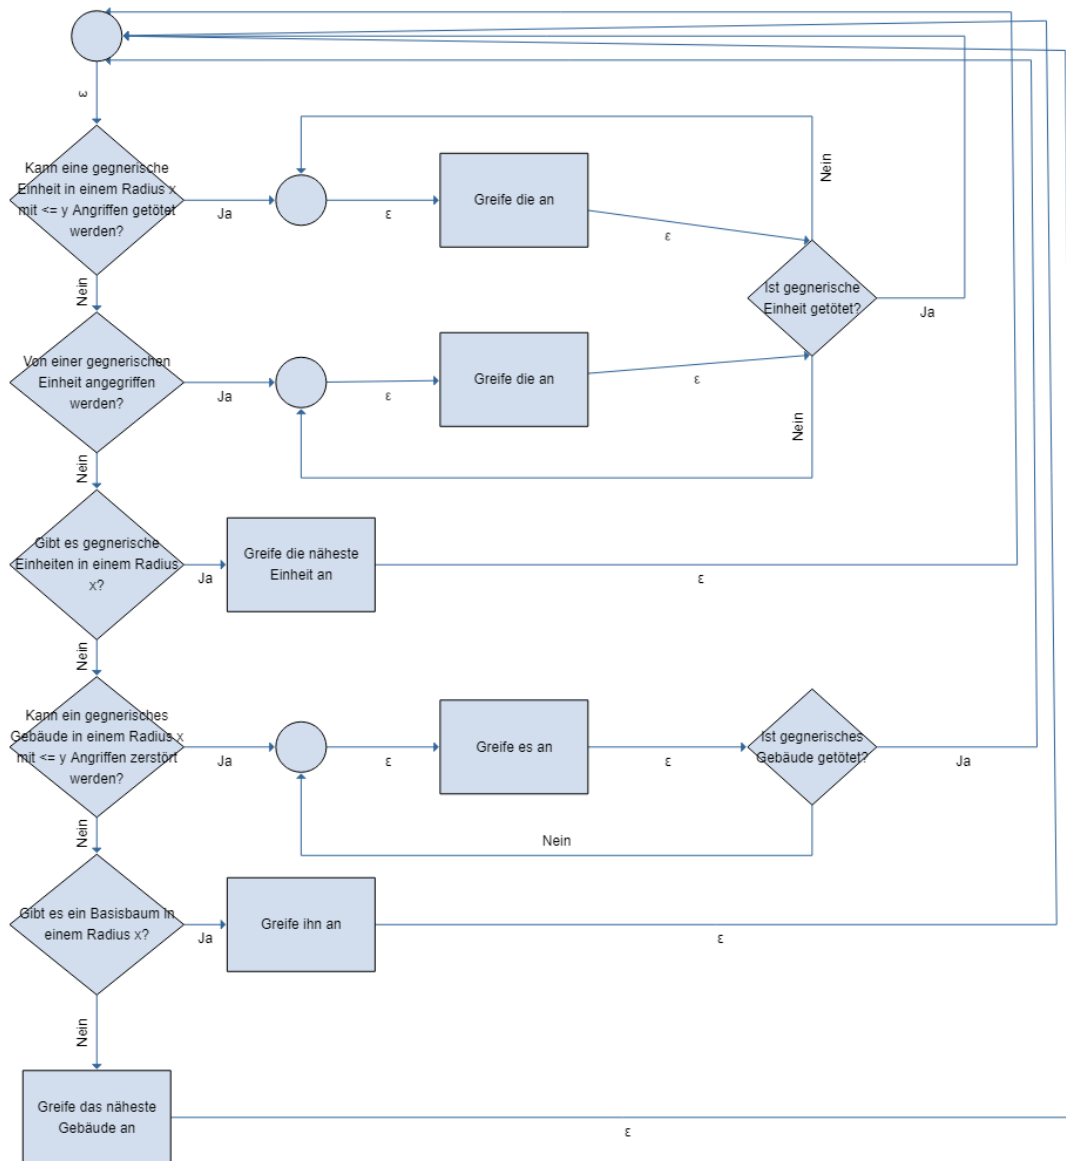 ε
Kann eine gegnerische
Einheit in einem Radius x
mit <= y Angriffen getötet
werden?
Ja
ε
Greife die an
ε
Nein
Ist gegnerische
Einheit getötet?
Ja
Nein
Von einer gegnerischen
Einheit angegriffen
werden?
Ja
ε
Greife die an
ε
Nein
Nein
Gibt es gegnerische
Einheiten in einem Radius
x?
Ja
Greife die näheste
Einheit an
ε
Nein
Kann ein gegnerisches
Gebäude in einem Radius x
mit <= y Angriffen zerstört
werden?
Ja
ε
Greife es an
ε
Ist gegnerisches
Gebäude getötet?
Ja
Nein
Nein
Gibt es ein Basisbaum in
einem Radius x?
Ja
Greife ihn an
ε
Nein
Greife das näheste
Gebäude an
ε